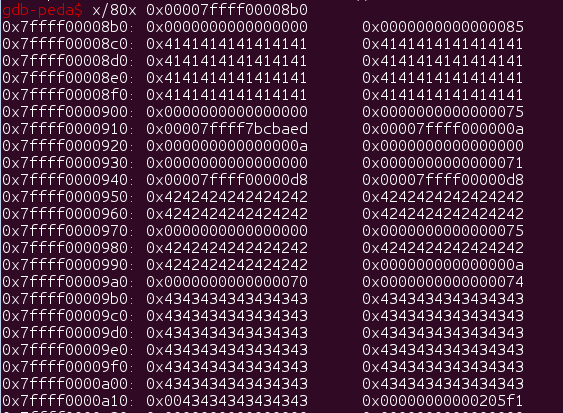 gdb-peda$ x/80x 0x00007ffff00008b0
0x7ffff00008b0: 0x0000000000000000 0x0000000000000085
0x7ffff00008c0: 0x4141414141414141 0x4141414141414141
0x7ffff00008d0: 0x4141414141414141 0x4141414141414141
0x7ffff00008e0: 0x4141414141414141 0x4141414141414141
0x7ffff00008f0: 0x4141414141414141 0x4141414141414141
0x7ffff0000900: 0x0000000000000000 0x0000000000000075
0x7ffff0000910: 0x00007ffff7bcbaed 0x00007ffff000000a
0x7ffff0000920: 0x000000000000000a 0x0000000000000000
0x7ffff0000930: 0x0000000000000000 0x0000000000000071
0x7ffff0000940: 0x00007ffff00000d8 0x00007ffff00000d8
0x7ffff0000950: 0x4242424242424242 0x4242424242424242
0x7ffff0000960: 0x4242424242424242 0x4242424242424242
0x7ffff0000970: 0x0000000000000000 0x0000000000000075
0x7ffff0000980: 0x4242424242424242 0x4242424242424242
0x7ffff0000990: 0x4242424242424242 0x000000000000000a
0x7ffff00009a0: 0x0000000000000070 0x0000000000000074
0x7ffff00009b0: 0x4343434343434343 0x4343434343434343
0x7ffff00009c0: 0x4343434343434343 0x4343434343434343
0x7ffff00009d0: 0x4343434343434343 0x4343434343434343
0x7ffff00009e0: 0x4343434343434343 0x4343434343434343
0x7ffff00009f0: 0x4343434343434343 0x4343434343434343
0x7ffff0000a00: 0x4343434343434343 0x4343434343434343
0x7ffff0000a10: 0x0043434343434343 0x00000000000205f1